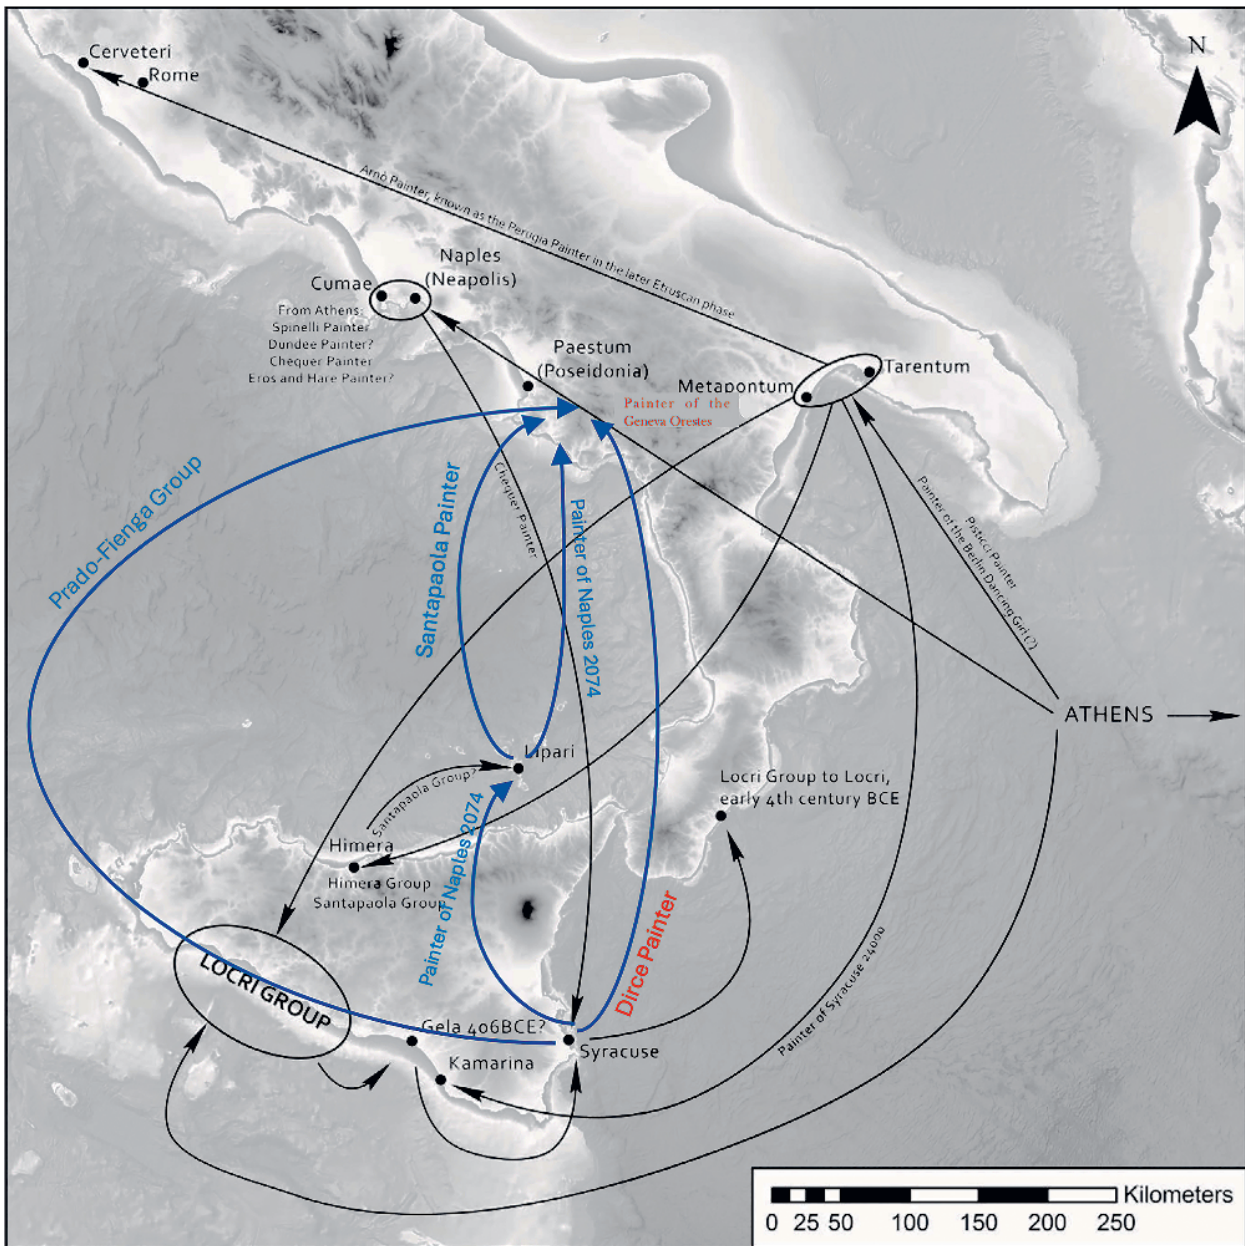 Cerveteri
Rome
N
Arnò Painter, known as the Perugia Painter in the later Etruscan phase
Naples
(Neapolis)
Cumae
From Athens:
Spinelli Painter
Dundee Painter?
Chequer Painter
Eros and Hare Painter?
Paestum
(Poseidonia)
Metapontum
Tarentum
Painter of the
Geneva Orestes
Prado-Fienga Group
Santapaola Painter
Chequer Painter
Painter of Naples 2074
Pisticci Painter
Painter of the Berlin Dancing Girl (?)
ATHENS
Lipari
Santapaola Group?
Locri Group to Locri,
early 4th century BCE
Himera
Himera Group
Santapaola Group
Painter of Naples 2074
Dirce Painter
Painter of Syracuse 24000
LOCRI GROUP
Gela 406BCE?
Syracuse
Kamarina
Kilometers
0 25 50 100 150 200 250